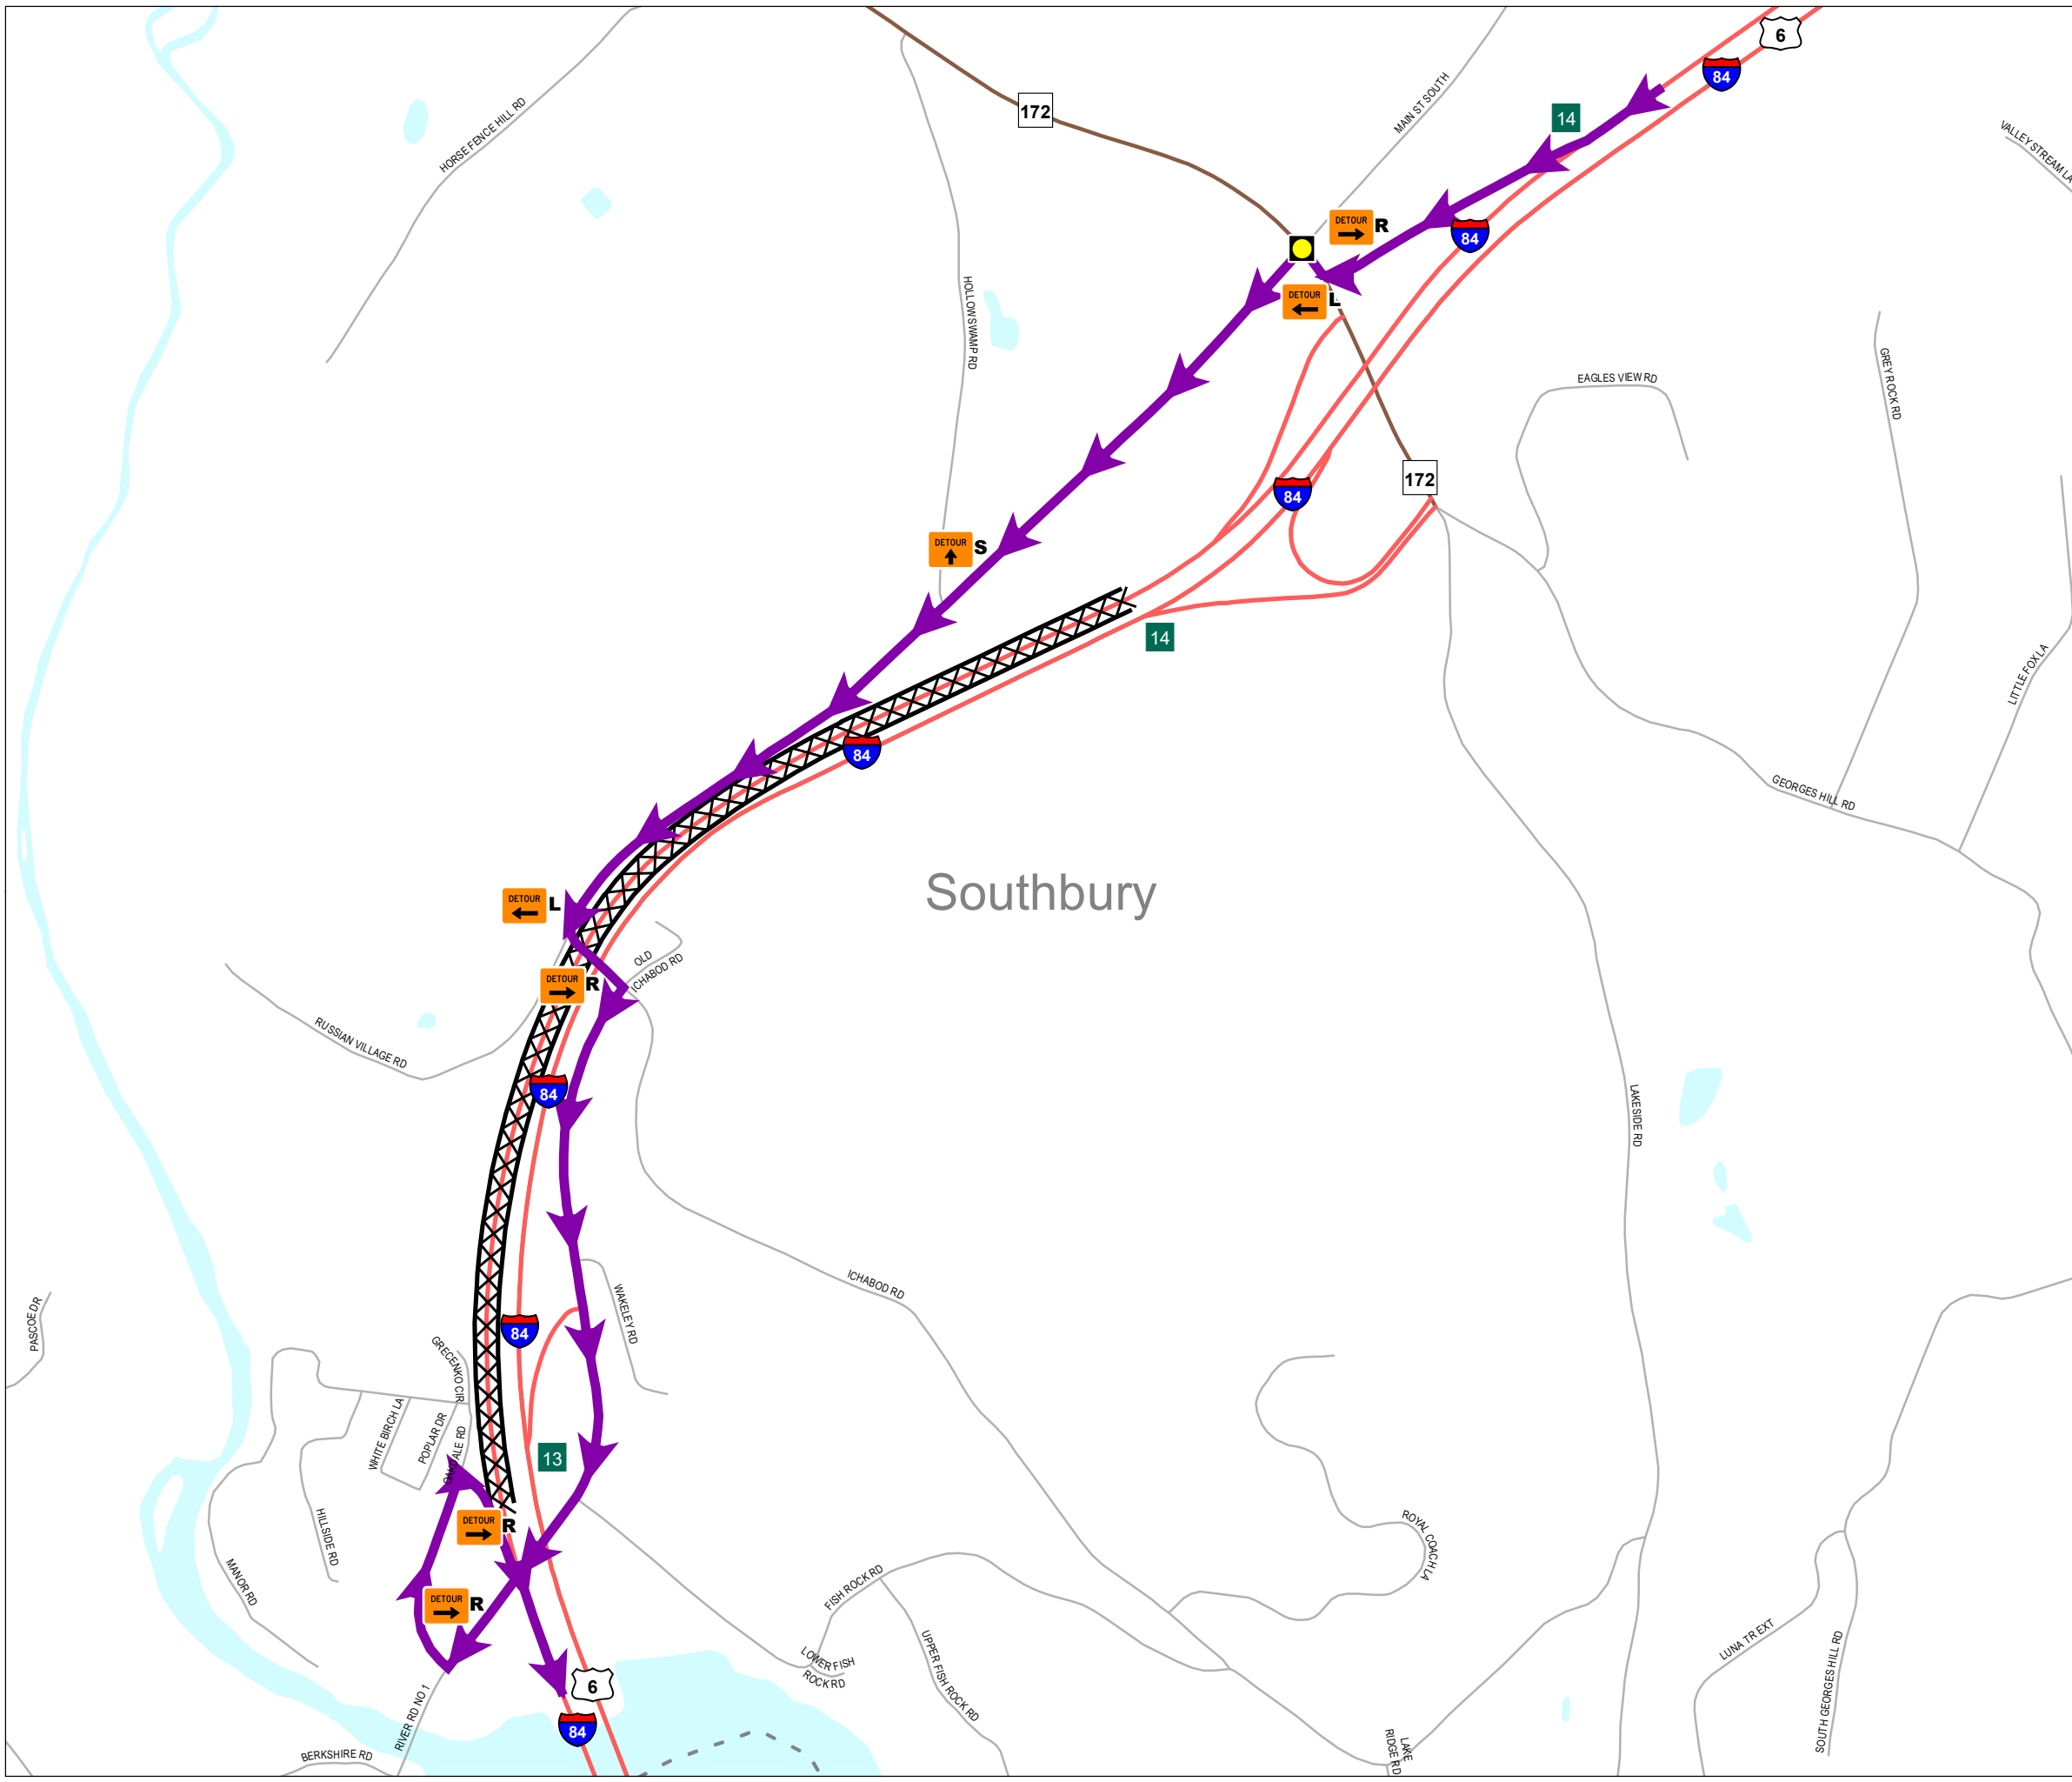 6
84
14
VALLEY STREAM LA
172
MAIN ST SOUTH
HORSE FENCE HILL RD
DETOUR R
84
DETOUR L
HOLLOW SWAMP RD
EAGLES VIEW RD
GREY ROCK RD
172
84
DETOUR S
14
LITTLE FOX LA
84
GEORGES HILL RD
Southbury
DETOUR L
OLD
ICHABOD RD
DETOUR R
RUSSIAN VILLAGE RD
84
LAKESIDE RD
ICHABOD RD
WAKELEY RD
PASCOE DR
84
GRECENKO CIR
WHITE BIRCH LA
POPLAR DR
OAKDALE RD
13
HILLSIDE RD
DETOUR R
ROYAL COACH LA
MANOR RD
FISH ROCK RD
DETOUR R
LOWER FISH
ROCK RD
UPPER FISH ROCK RD
LUNA TR EXT
SOUTH GEORGES HILL RD
6
RIVER RD NO 1
84
BERKSHIRE RD
LAKE
RIDGE RD